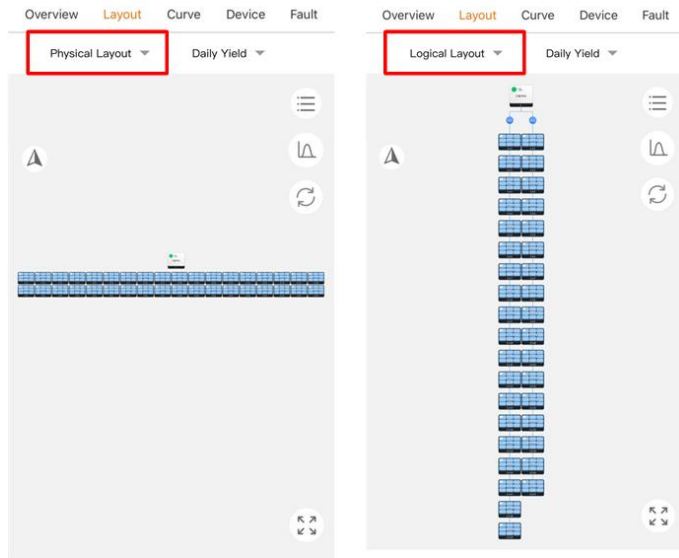 Overview Layout Curve Device Fault
Physical Layout Daily Yield
Overview Layout Curve Device Fault
Logical Layout Daily Yield